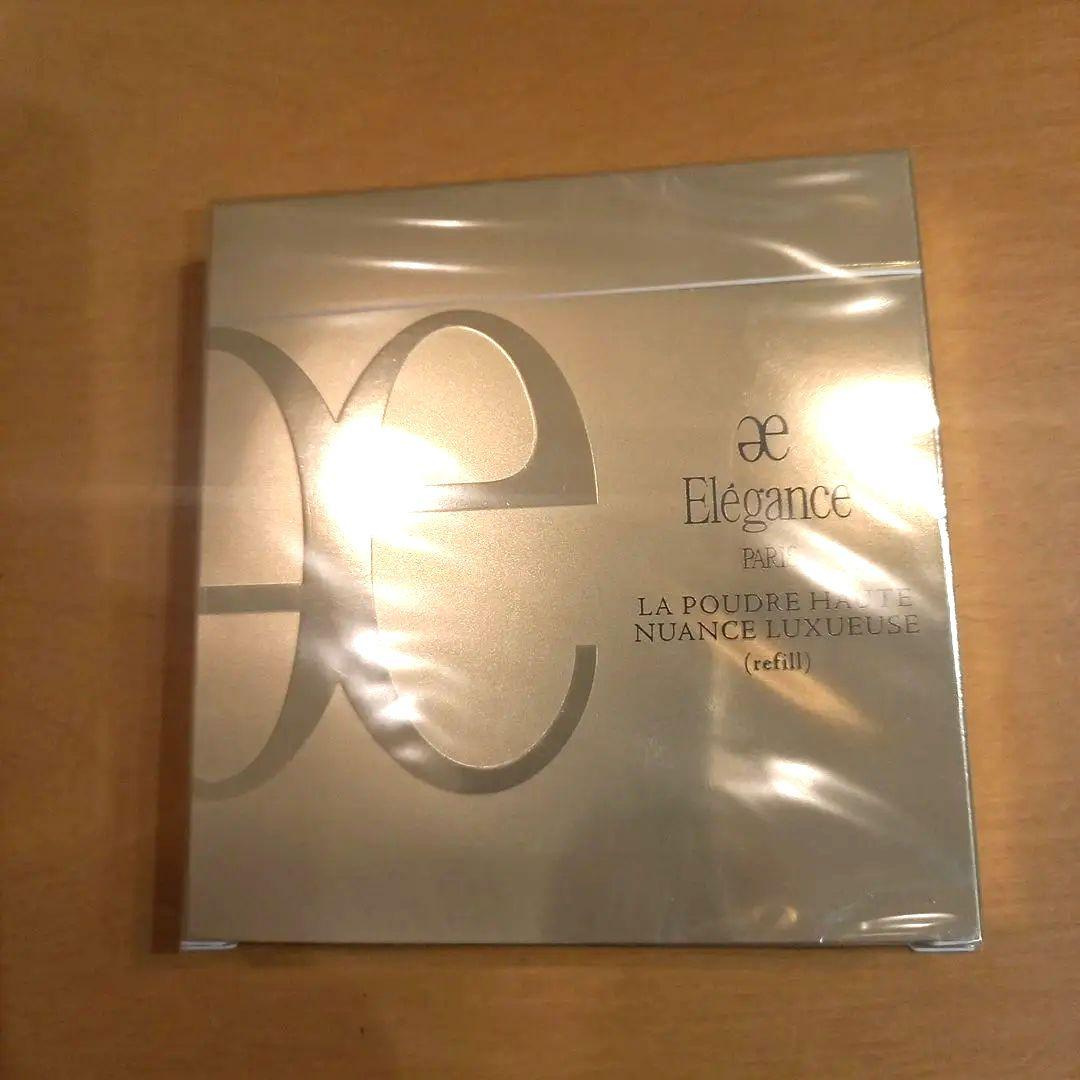 Elégance
PARIS
LA POUDRE HAUTE
NUANCE LUXUEUSE
(refill)